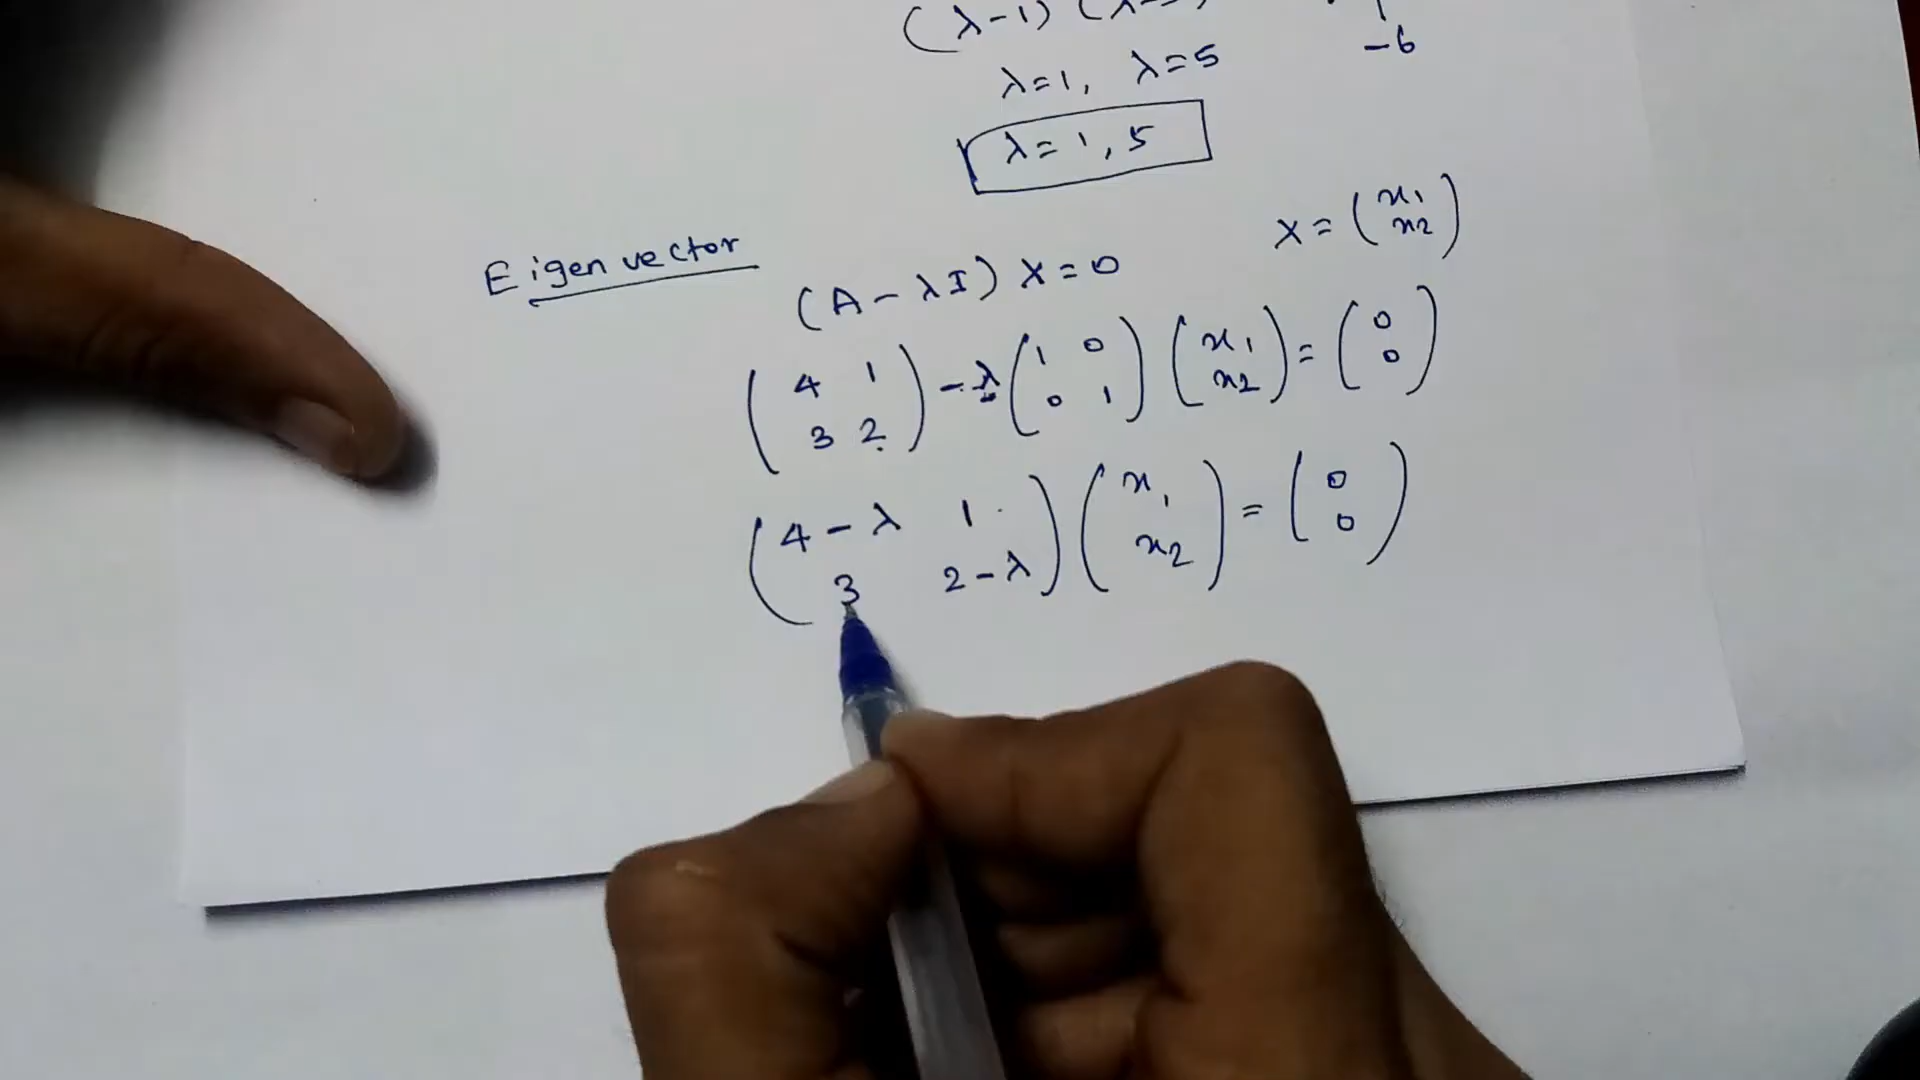 (λ-1) (λ-
-6
λ=1, λ=5
λ=1,5
X=(x1 x2)
Eigen vector
(A-λI) X=0
(4 1 3 2) -λ (1 0 0 1) (x1 x2) = (0 0)
(4-λ 1 3 2-λ) (x1 x2) = (0 0)